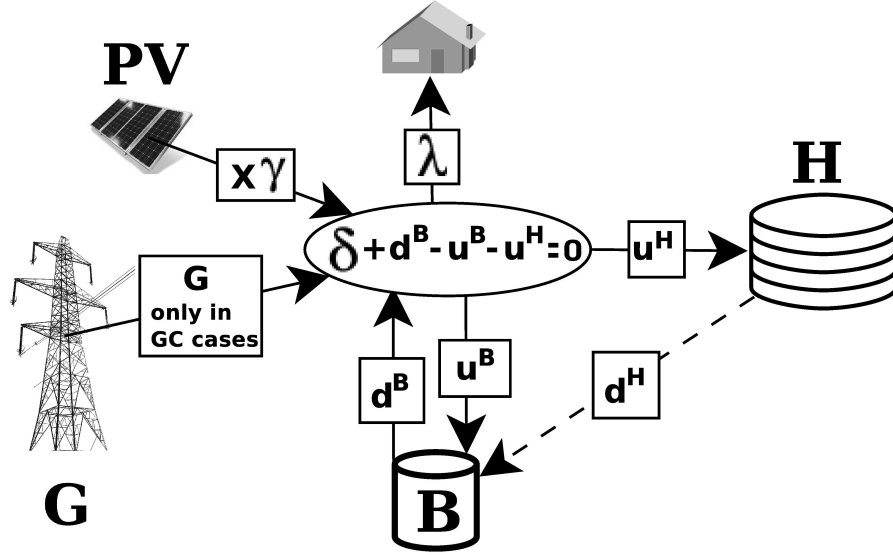 PV
H
xγ
λ
δ+d^B-u^B-u^H=0
u^H
G
only in
GC cases
d^B
u^B
d^H
G
B